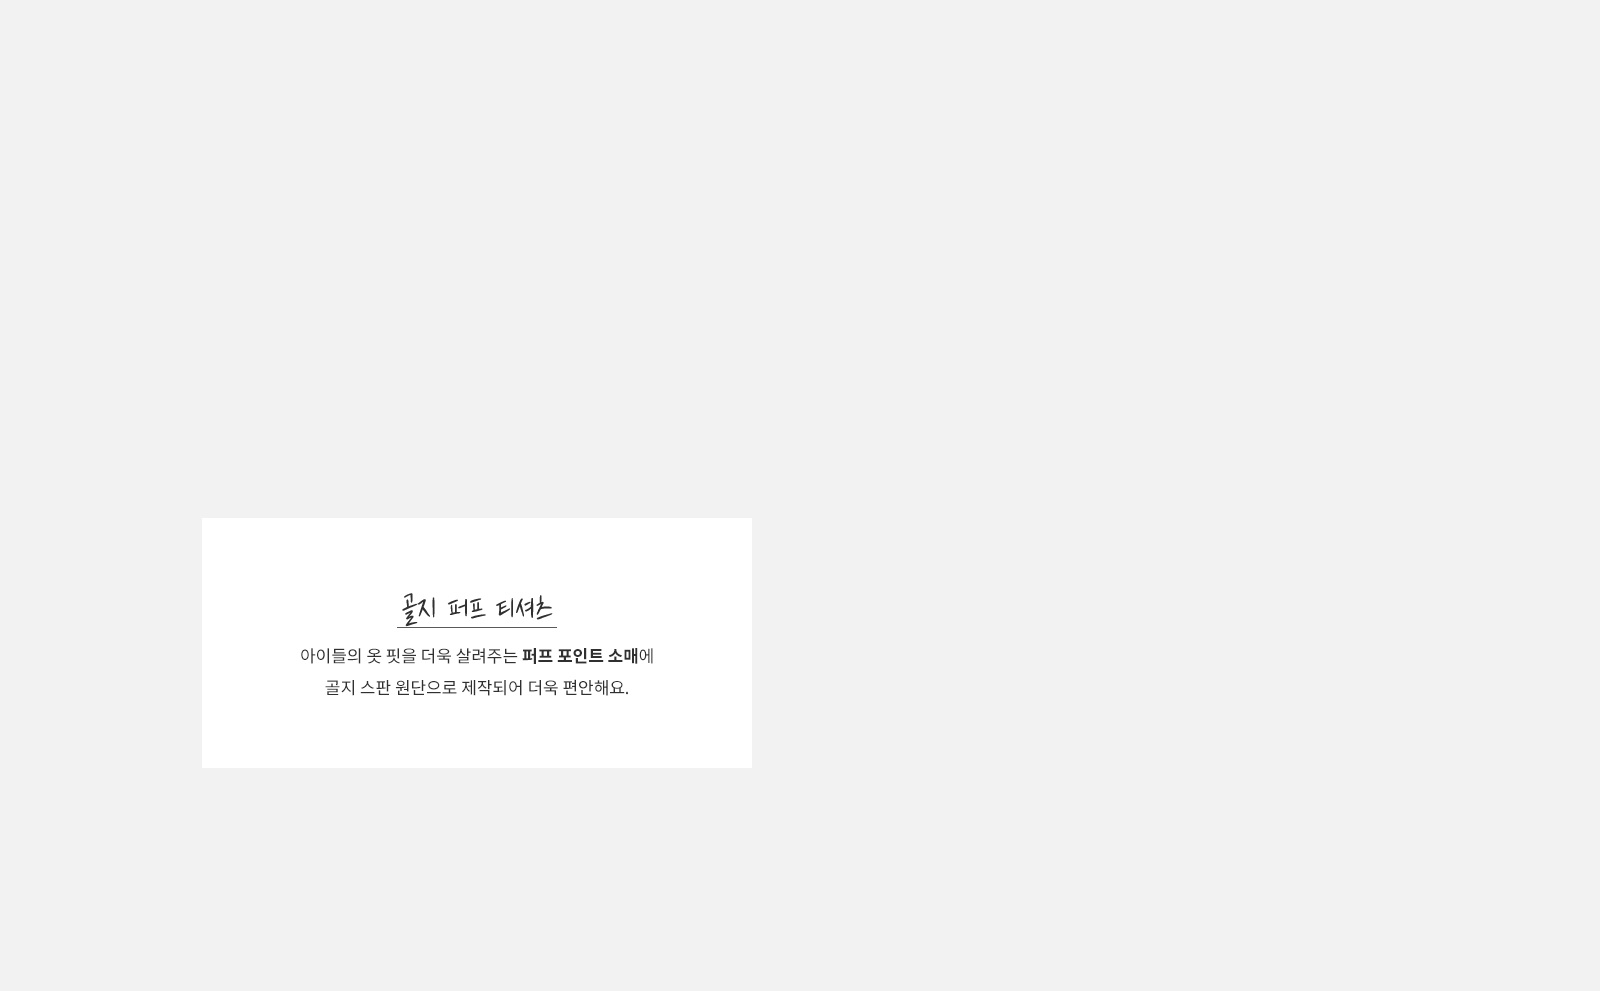 골지 퍼프 티셔츠
아이들의 옷 핏을 더욱 살려주는 퍼프 포인트 소매에
골지 스판 원단으로 제작되어 더욱 편안해요.